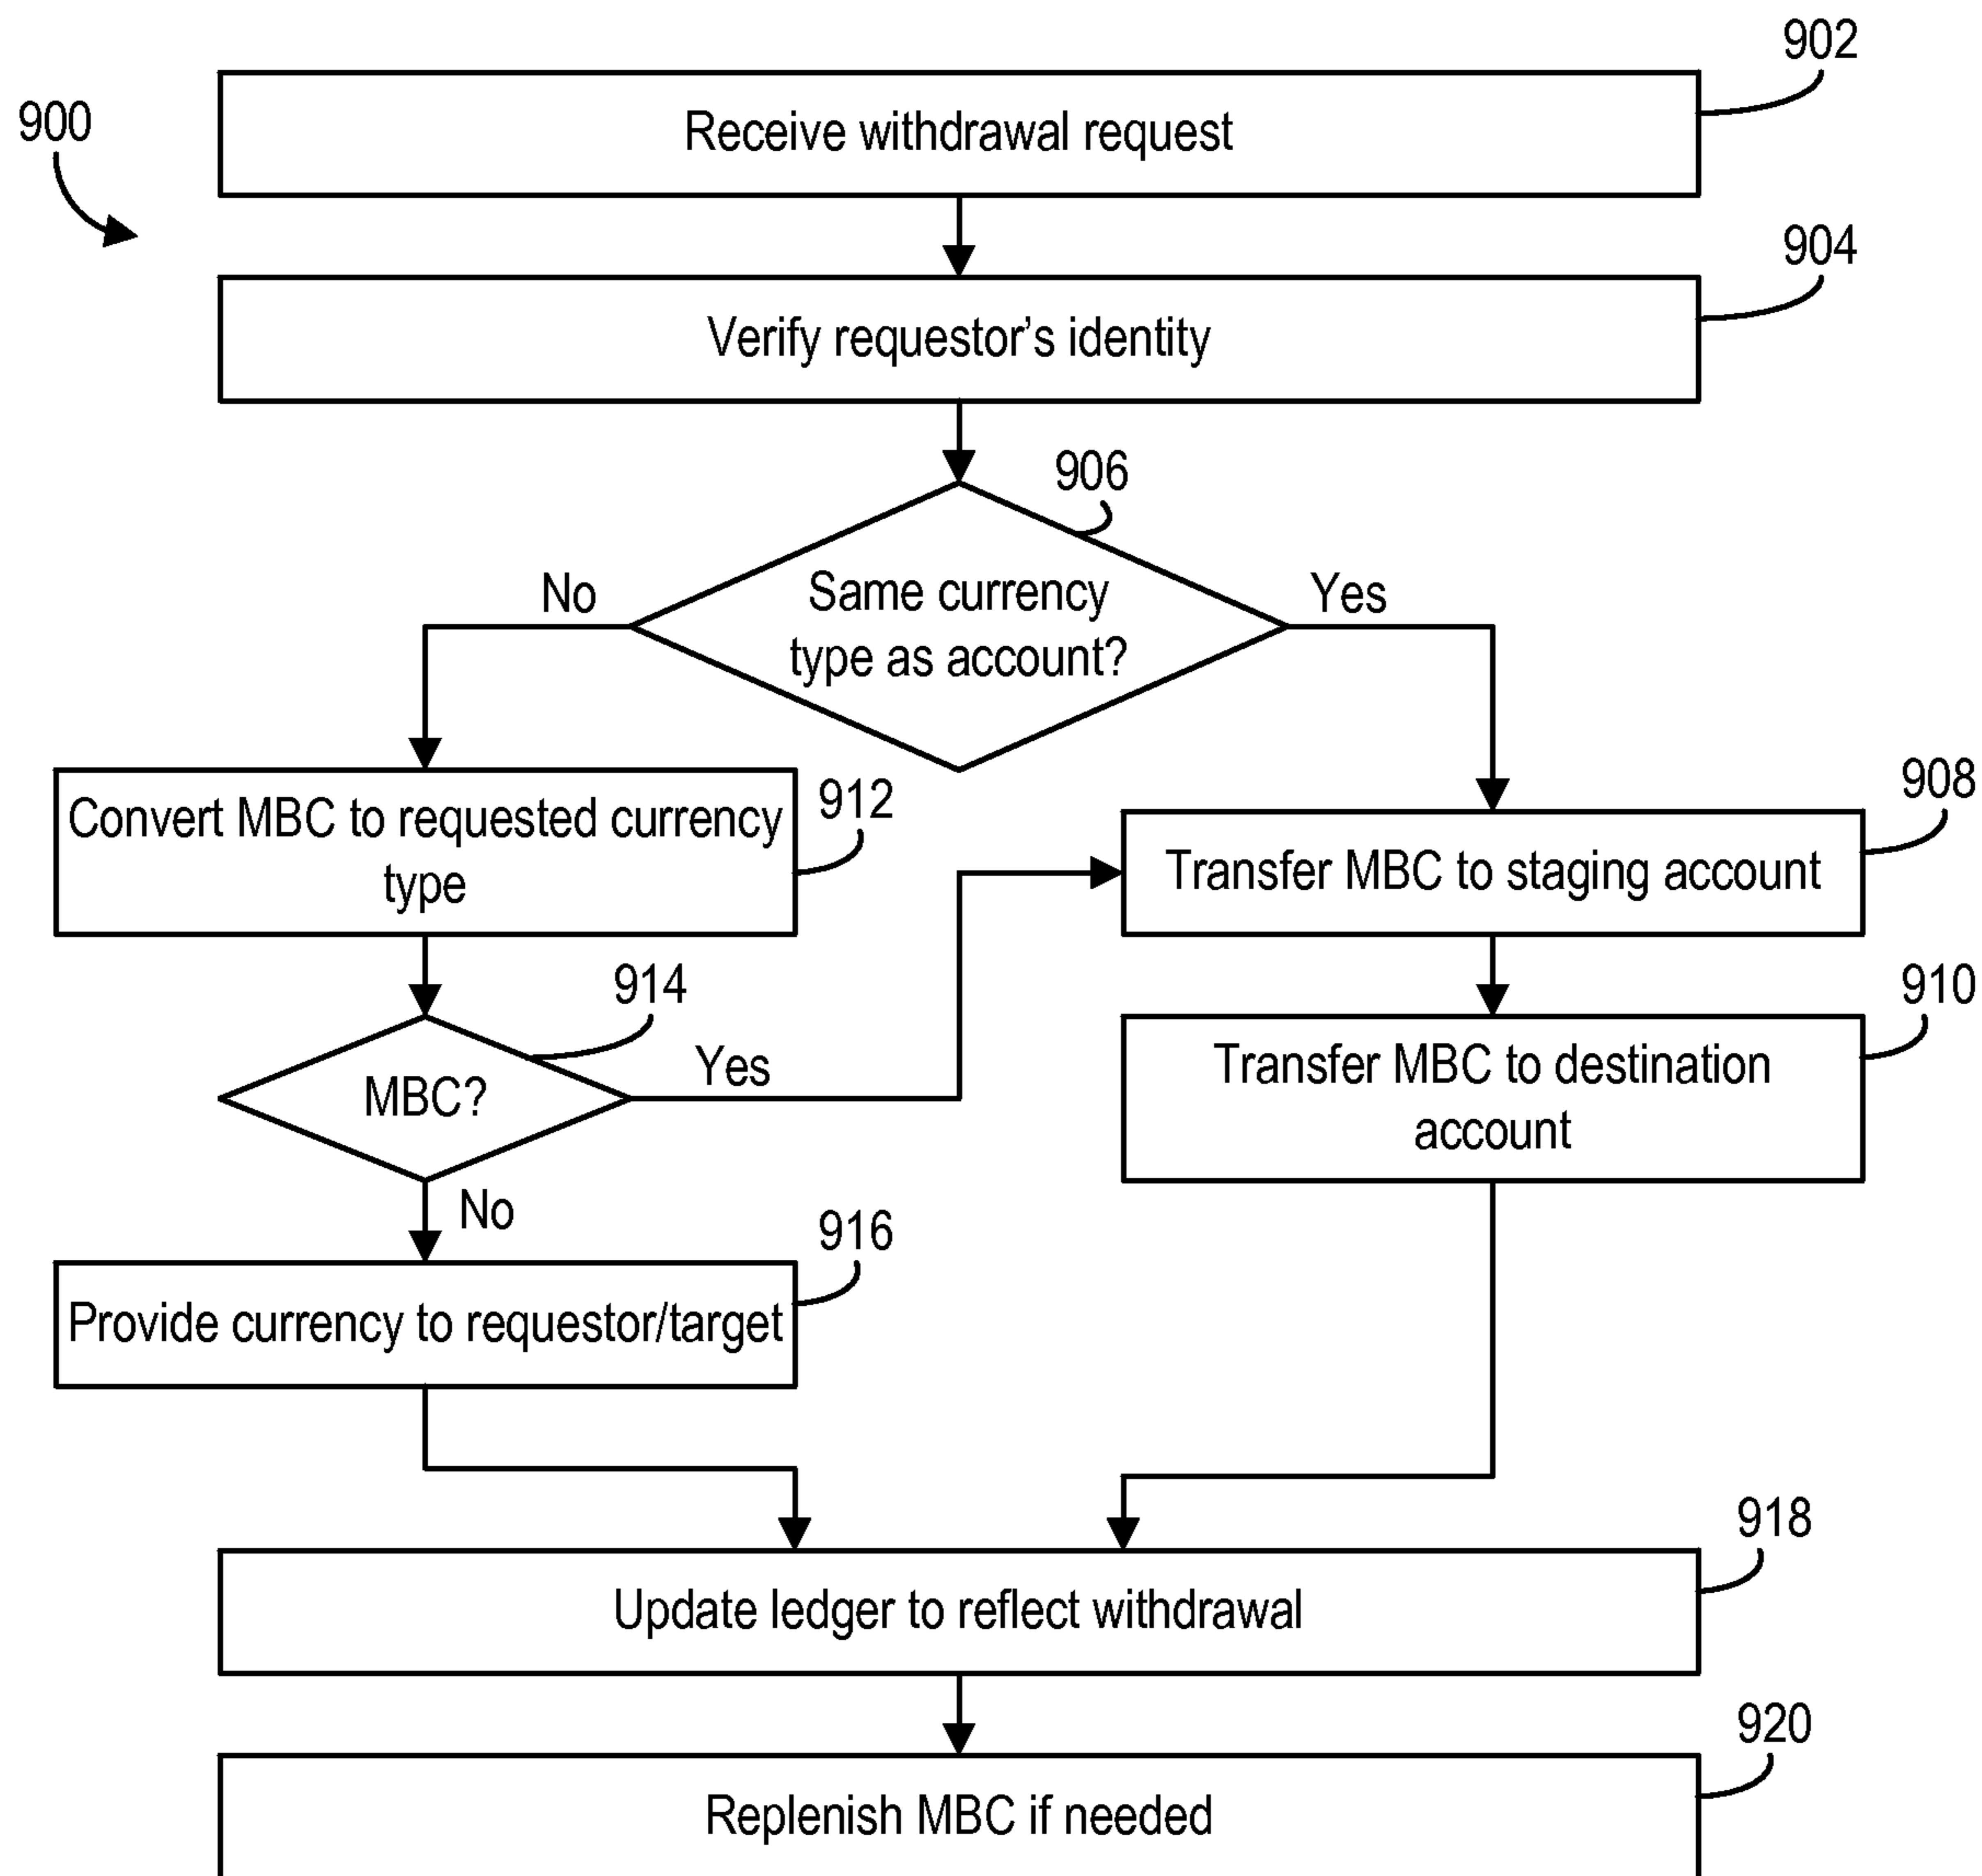 902
900
Receive withdrawal request
904
Verify requestor's identity
906
No
Same currency
type as account?
Yes
912
Convert MBC to requested currency
type
908
Transfer MBC to staging account
914
MBC?
Yes
910
Transfer MBC to destination
account
No
916
Provide currency to requestor/target
918
Update ledger to reflect withdrawal
920
Replenish MBC if needed